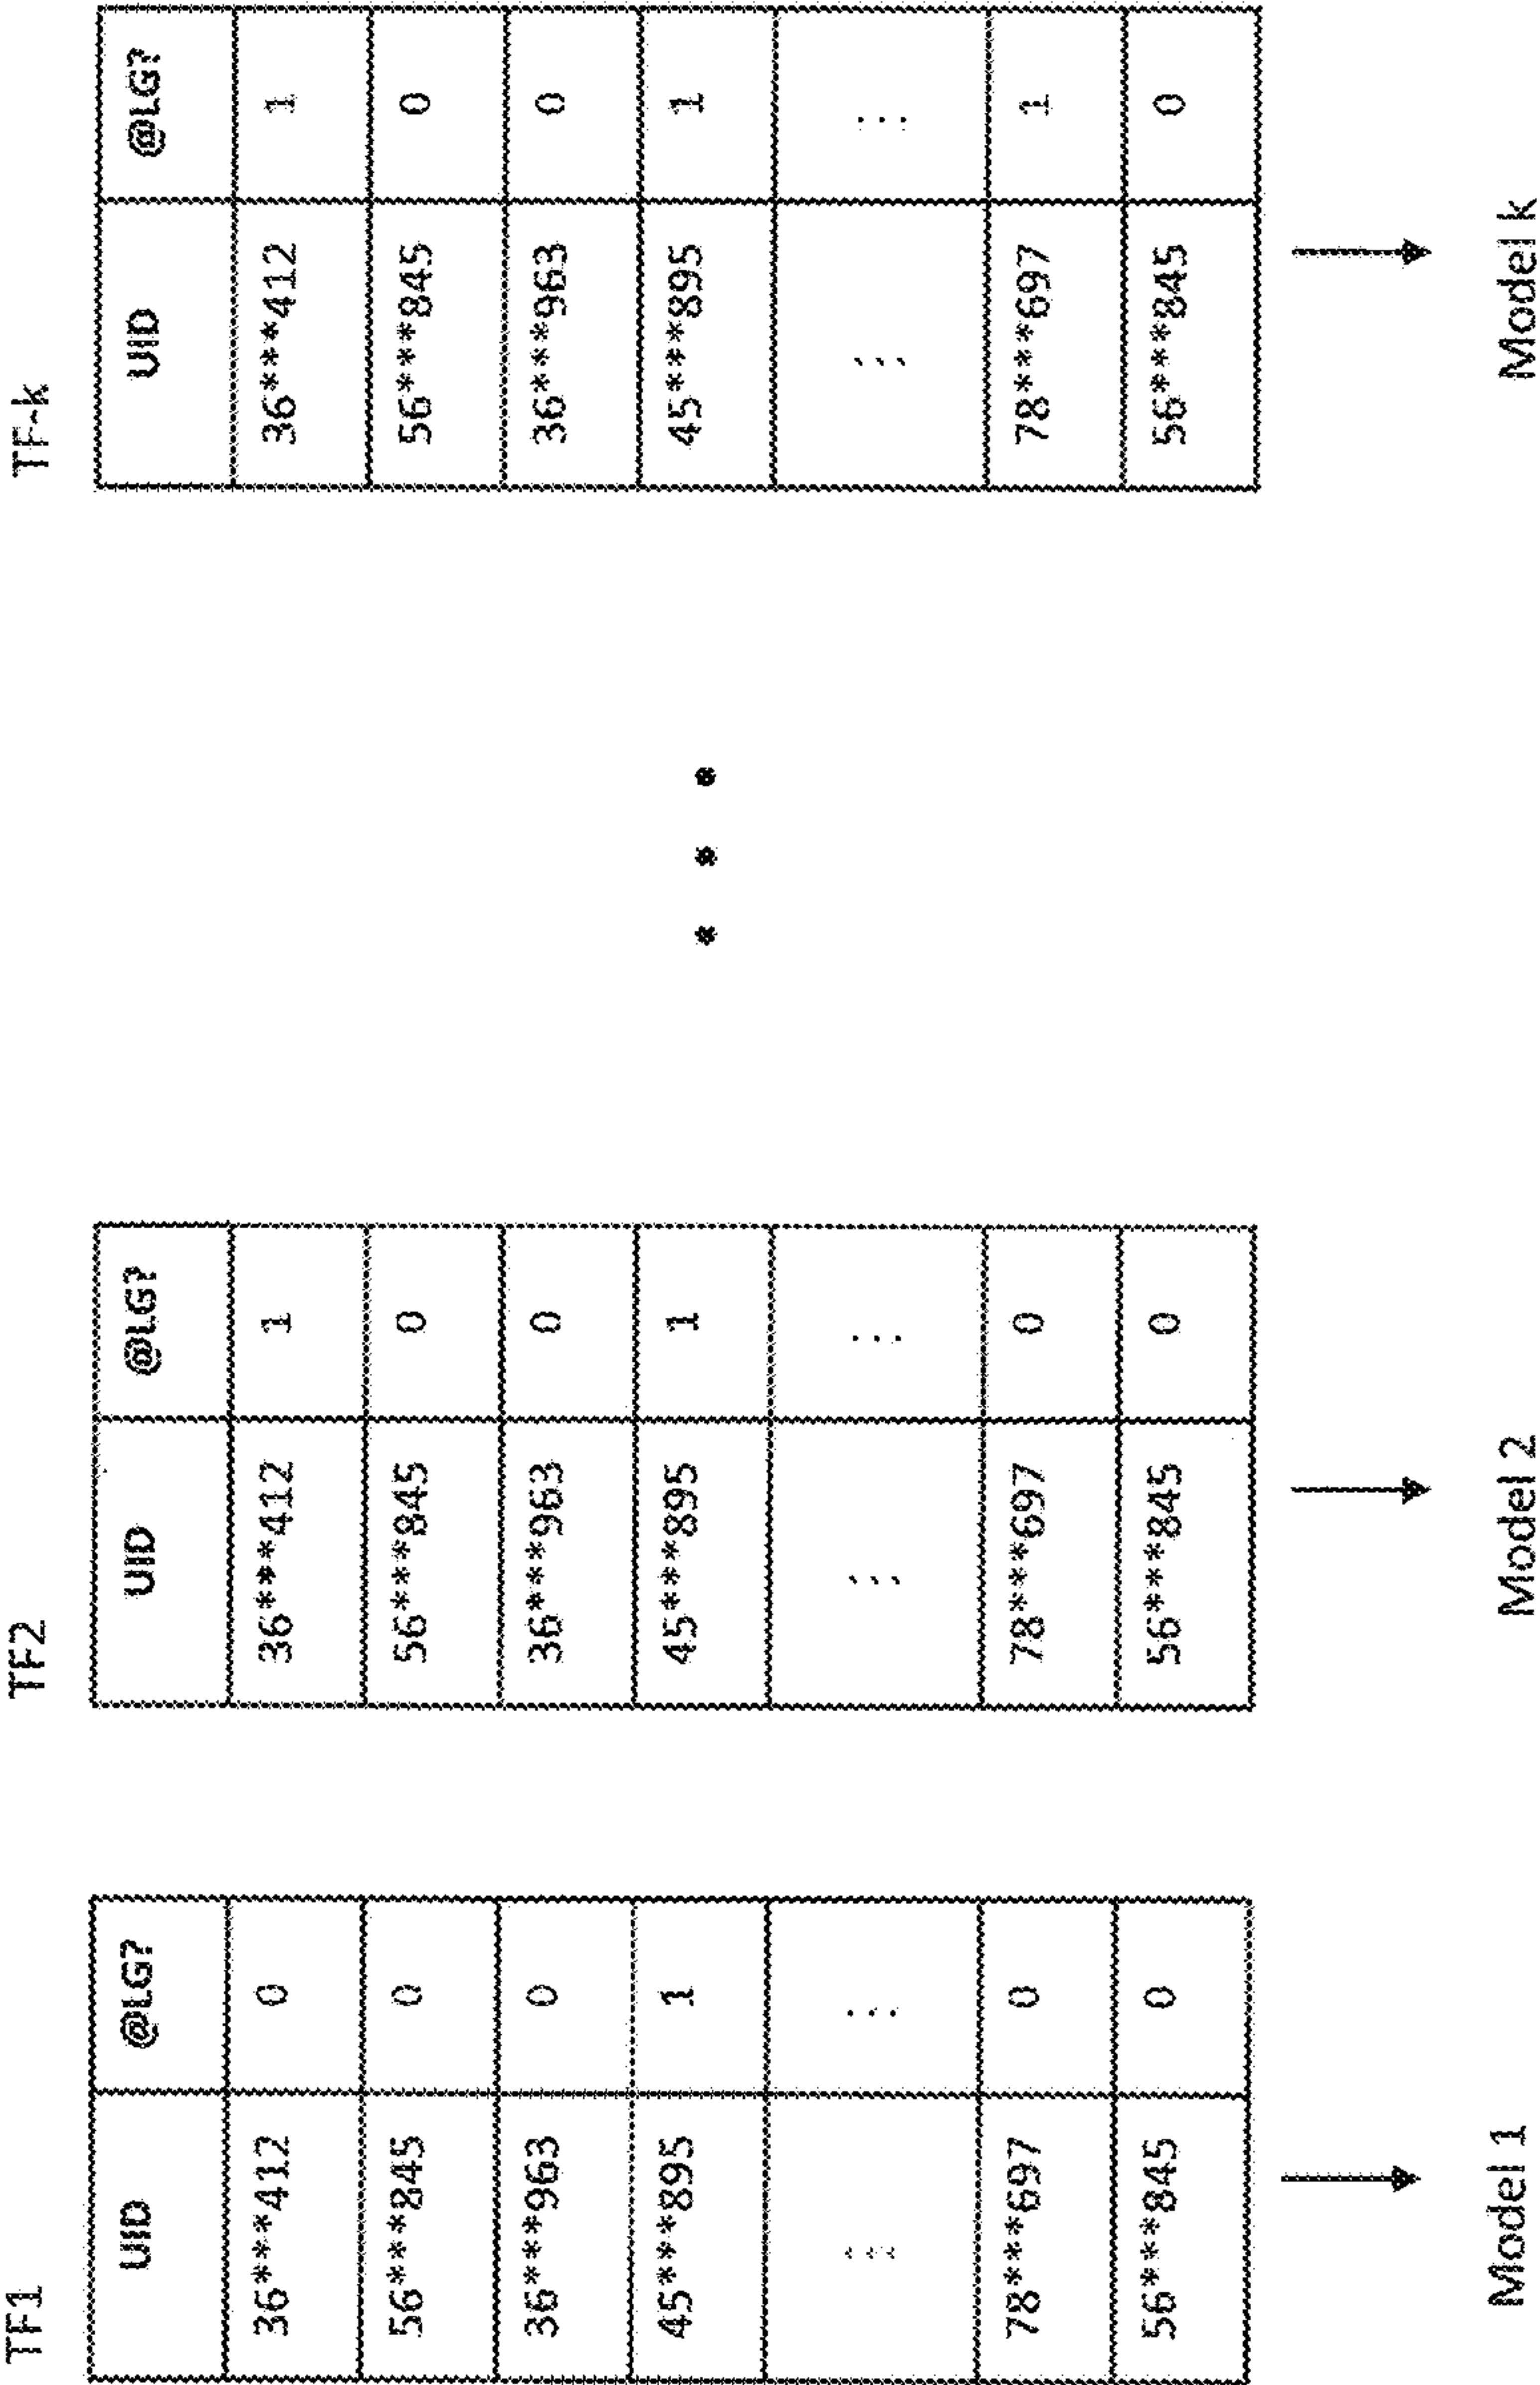 TF1
UID @LG?
36***412 0
56***845 0
36***963 0
45***895 1
... ...
78***697 0
56***845 0
Model 1
TF2
UID @LG?
36***412 1
56***845 0
36***963 0
45***895 1
... ...
78***697 0
56***845 0
Model 2
• • •
TF-k
UID @LG?
36***412 1
56***845 0
36***963 0
45***895 1
... ...
78***697 1
56***845 0
Model k